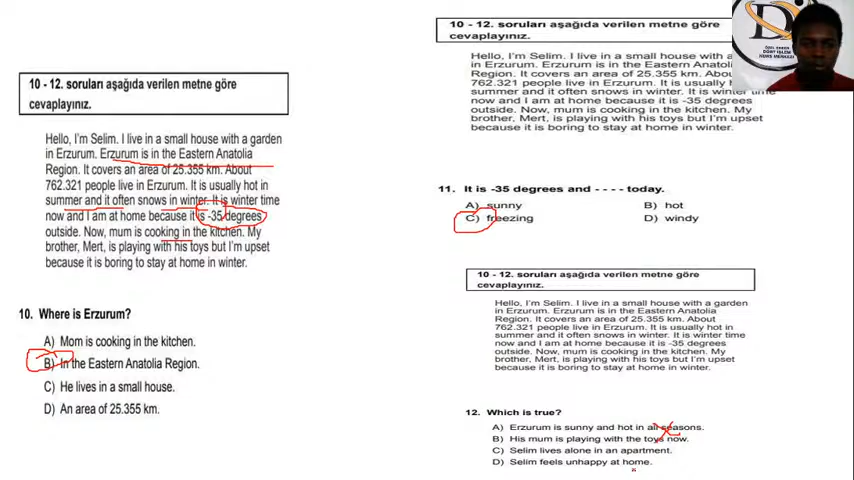 10 - 12. soruları aşağıda verilen metne göre
cevaplayınız.
Hello, I'm Selim. I live in a small house with a garden
in Erzurum. Erzurum is in the Eastern Anatolia
Region. It covers an area of 25.355 km. About
762.321 people live in Erzurum. It is usually hot in
summer and it often snows in winter. It is winter time
now and I am at home because it is -35 degrees
outside. Now, mum is cooking in the kitchen. My
brother, Mert, is playing with his toys but I'm upset
because it is boring to stay at home in winter.
10. Where is Erzurum?
A) Mom is cooking in the kitchen.
B) In the Eastern Anatolia Region.
C) He lives in a small house.
D) An area of 25.355 km.
10 - 12. soruları aşağıda verilen metne göre
cevaplayınız.
Hello, I'm Selim. I live in a small house with a
in Erzurum. Erzurum is in the Eastern Anatoli
Region. It covers an area of 25.355 km. Abou
762.321 people live in Erzurum. It is usually h
summer and it often snows in winter. It is winter time
now and I am at home because it is -35 degrees
outside. Now, mum is cooking in the kitchen. My
brother, Mert, is playing with his toys but I'm upset
because it is boring to stay at home in winter.
11. It is -35 degrees and - - - - today.
A) sunny
B) hot
C) freezing
D) windy
10 - 12. soruları aşağıda verilen metne göre
cevaplayınız.
Hello, I'm Selim. I live in a small house with a garden
in Erzurum. Erzurum is in the Eastern Anatolia
Region. It covers an area of 25.355 km. About
762.321 people live in Erzurum. It is usually hot in
summer and it often snows in winter. It is winter time
now and I am at home because it is -35 degrees
outside. Now, mum is cooking in the kitchen. My
brother, Mert, is playing with his toys but I'm upset
because it is boring to stay at home in winter.
12. Which is true?
A) Erzurum is sunny and hot in all seasons.
B) His mum is playing with the toys now.
C) Selim lives alone in an apartment.
D) Selim feels unhappy at home.